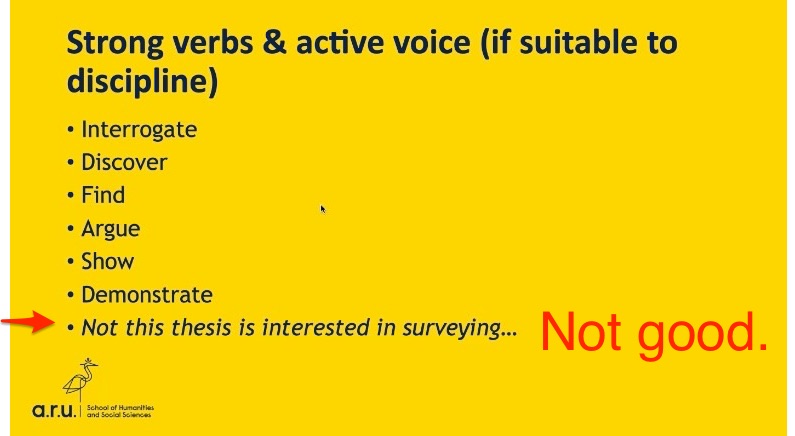 Strong verbs & active voice (if suitable to
discipline)
• Interrogate
• Discover
• Find
• Argue
• Show
• Demonstrate
• Not this thesis is interested in surveying...
Not good.
a.r.u.
School of Humanities
and Social Sciences